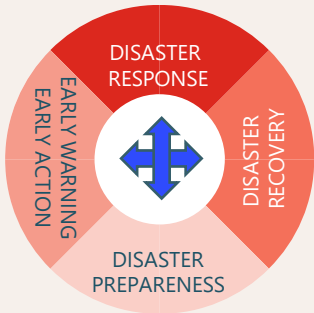 DISASTER
RESPONSE
DISASTER
RECOVERY
DISASTER
PREPARENESS
EARLY WARNING
EARLY ACTION